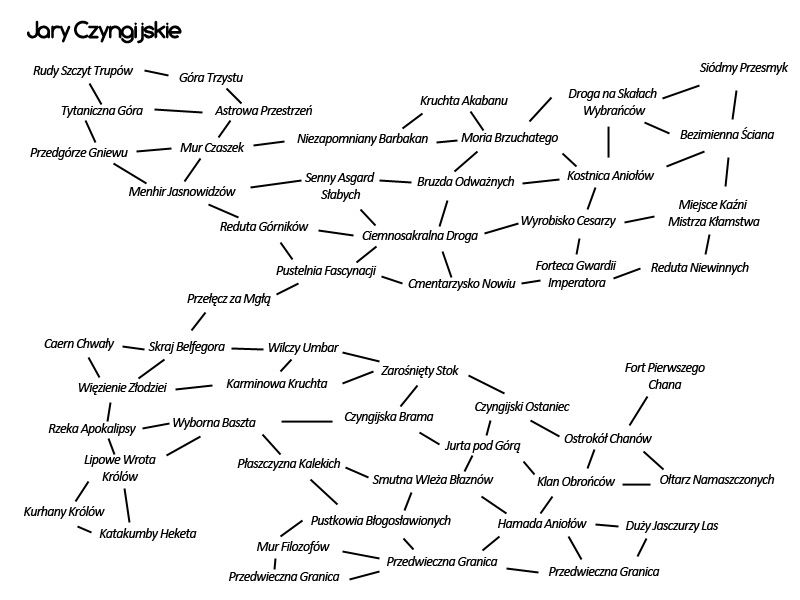 Jary Czyngijskie
Rudy Szczyt Trupów
Góra Trzystu
Siódmy Przesmyk
Tytaniczna Góra
Astrowa Przestrzeń
Kruchta Akabanu
Droga na Skałach
Wybrańców
Przedgórze Gniewu
Mur Czaszek
Niezapomniany Barbakan
Moria Brzuchatego
Bezimienna Ściana
Menhir Jasnowidzów
Senny Asgard
Słabych
Bruzda Odważnych
Kostnica Aniołów
Reduta Górników
Ciemnosakralna Droga
Wyrobisko Cesarzy
Miejsce Kaźni
Mistrza Kłamstwa
Pustelnia Fascynacji
Cmentarzysko Nowiu
Forteca Gwardii
Imperatora
Reduta Niewinnych
Przełęcz za Mgłą
Caern Chwały
Skraj Belfegora
Wilczy Umbar
Zarośnięty Stok
Fort Pierwszego
Chana
Więzienie Złodziei
Karminowa Kruchta
Rzeka Apokalipsy
Wyborna Baszta
Czyngijska Brama
Czyngijski Ostaniec
Jurta pod Górą
Ostrokół Chanów
Lipowe Wrota
Królów
Płaszczyzna Kalekich
Smutna WIeża Błaznów
Klan Obrońców
Ołtarz Namaszczonych
Kurhany Królów
Katakumby Heketa
Pustkowia Błogosławionych
Hamada Aniołów
Duży Jaszczurzy Las
Mur Filozofów
Przedwieczna Granica
Przedwieczna Granica
Przedwieczna Granica